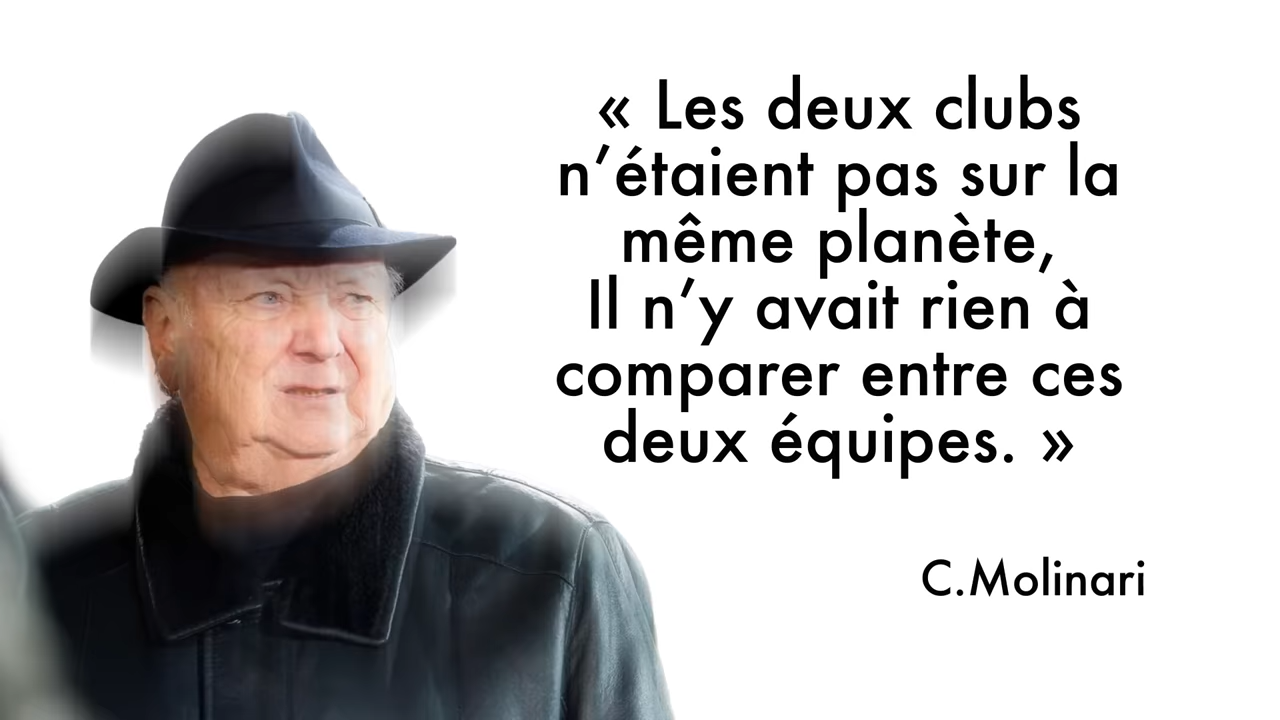 « Les deux clubs
n’étaient pas sur la
même planète,
Il n’y avait rien à
comparer entre ces
deux équipes. »
C.Molinari